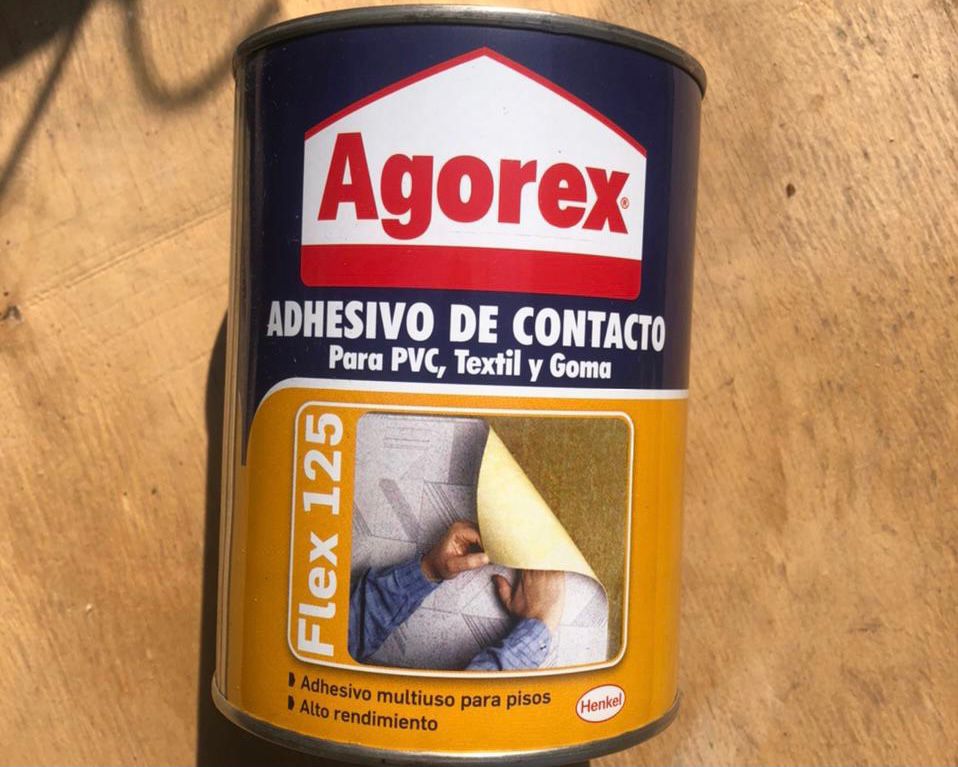 Agorex®
ADHESIVO DE CONTACTO
Para PVC, Textil y Goma
Flex 125
Adhesivo multiuso para pisos
Alto rendimiento
Henkel